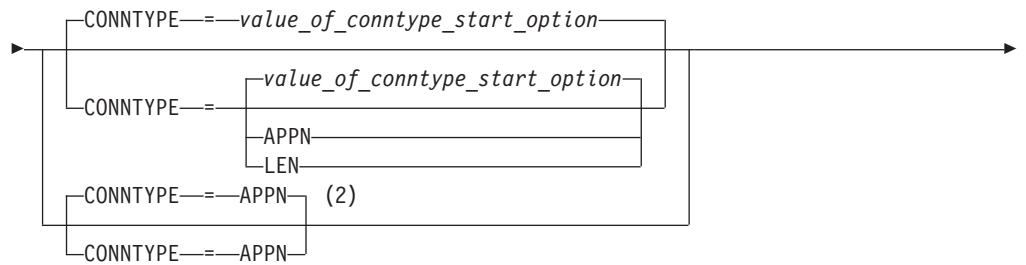 CONNTYPE = value_of_conntype_start_option
value_of_conntype_start_option
CONNTYPE =
APPN
LEN
CONNTYPE = APPN (2)
CONNTYPE = APPN